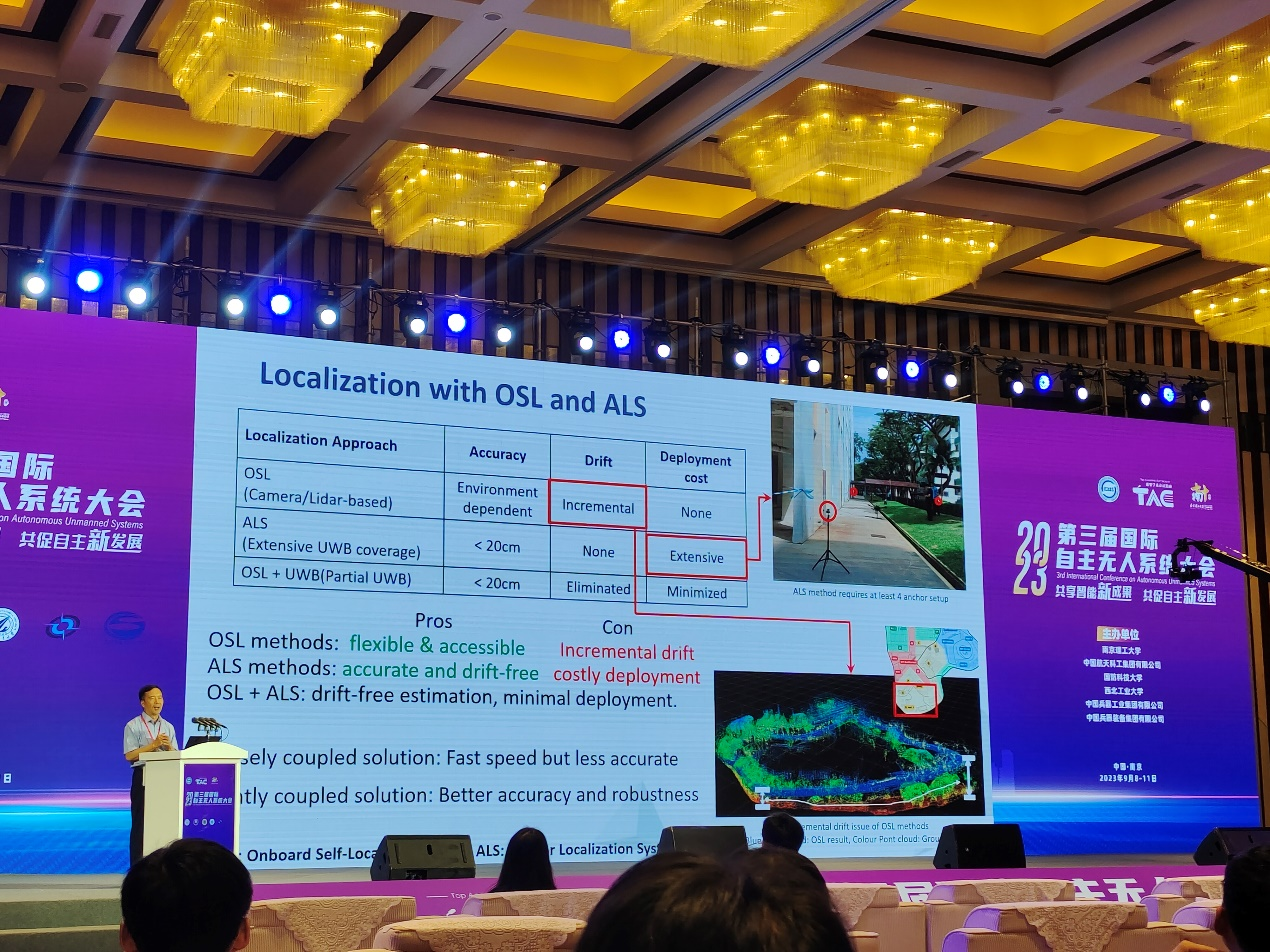 Localization with OSL and ALS
Localization Approach
Accuracy
Drift
Deployment
cost
OSL
(Camera/Lidar-based)
Environment
dependent
Incremental
None
ALS
(Extensive UWB coverage)
< 20cm
None
Extensive
OSL + UWB(Partial UWB)
< 20cm
Eliminated
Minimized
ALS method requires at least 4 anchor setup
Pros
Con
OSL methods: flexible & accessible
Incremental drift
ALS methods: accurate and drift-free
costly deployment
OSL + ALS: drift-free estimation, minimal deployment.
sely coupled solution: Fast speed but less accurate
ntly coupled solution: Better accuracy and robustness
: Onboard Self-Loca
ALS:
r Localization Sys
emental drift issue of OSL methods
d: OSL result, Colour Pont cloud: Grou
国际
人系统大会
on Autonomous Unmanned Systems
共促自主新发展
日
TAC
2023
第三届国际
自主无人系统大会
3rd International Conference on Autonomous Unmanned Systems
共享智能新成果 共促自主新发展
主办单位
南京理工大学
中国航天科工集团有限公司
国防科技大学
西北工业大学
中国兵器工业集团有限公司
中国兵器装备集团有限公司
中国·南京
2023年9月8-11日
TAC
2023
第三届国际
自主无人系统大会